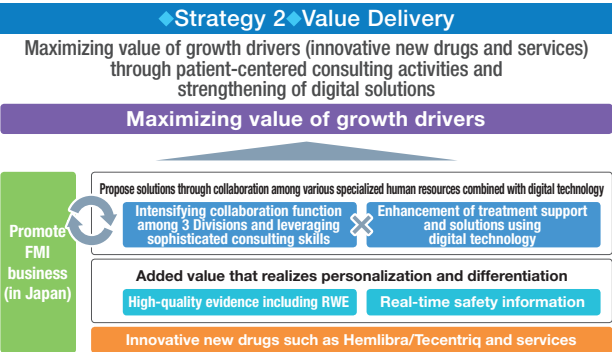 ◆Strategy 2◆Value Delivery
Maximizing value of growth drivers (innovative new drugs and services)
through patient-centered consulting activities and
strengthening of digital solutions
Maximizing value of growth drivers
Promote
FMI
business
(in Japan)
Propose solutions through collaboration among various specialized human resources combined with digital technology
Intensifying collaboration function
among 3 Divisions and leveraging
sophisticated consulting skills
Enhancement of treatment support
and solutions using
digital technology
Added value that realizes personalization and differentiation
High-quality evidence including RWE
Real-time safety information
Innovative new drugs such as Hemlibra/Tecentriq and services